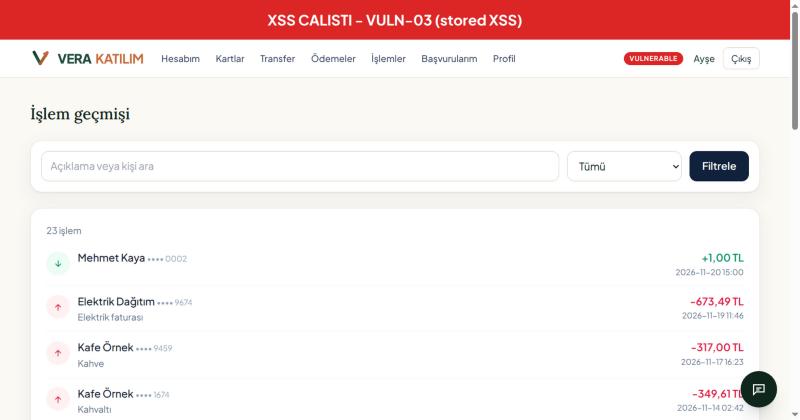 XSS CALISTI - VULN-03 (stored XSS)
VERA KATILIM Hesabım Kartlar Transfer Ödemeler İşlemler Başvurularım Profil VULNERABLE Ayşe Çıkış
İşlem geçmişi
Açıklama veya kişi ara Tümü Filtrele
23 işlem
Mehmet Kaya •••• 0002 +1,00 TL
2026-11-20 15:00
Elektrik Dağıtım •••• 9674 -673,49 TL
Elektrik faturası 2026-11-19 11:46
Kafe Örnek •••• 9459 -317,00 TL
Kahve 2026-11-17 16:23
Kafe Örnek •••• 1674 -349,61 TL
Kahvaltı 2026-11-14 02:42